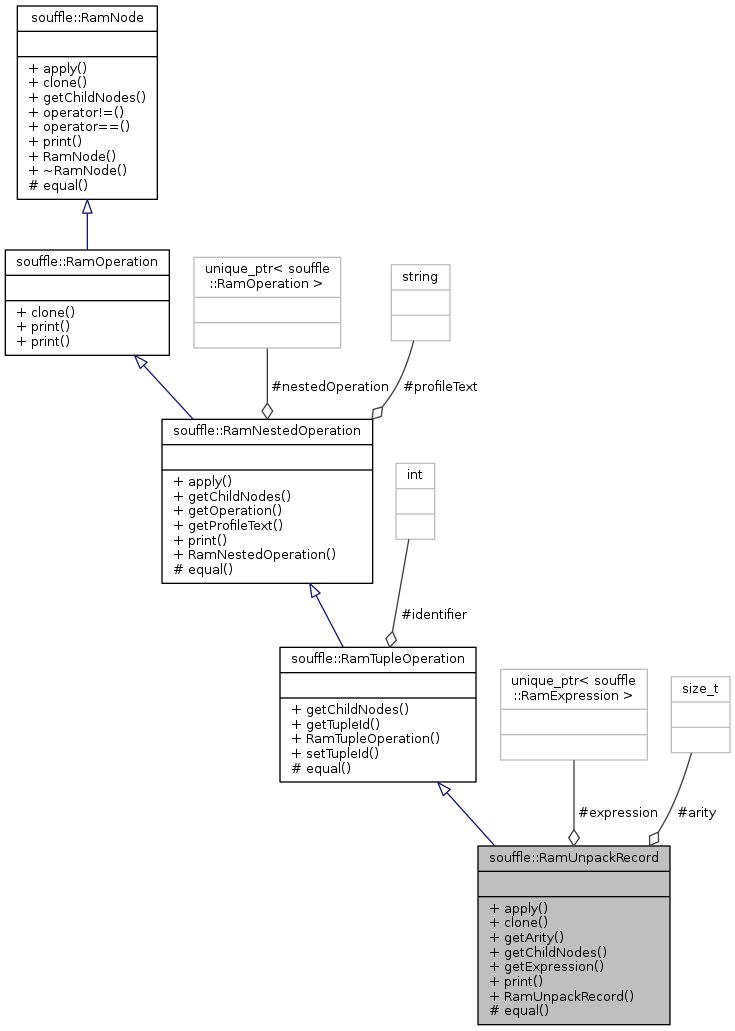 souffle::RamNode
+ apply()
+ clone()
+ getChildNodes()
+ operator!=()
+ operator==()
+ print()
+ RamNode()
+ ~RamNode()
# equal()
souffle::RamOperation
+ clone()
+ print()
+ print()
unique_ptr< souffle
::RamOperation >
string
#nestedOperation
#profileText
souffle::RamNestedOperation
+ apply()
+ getChildNodes()
+ getOperation()
+ getProfileText()
+ print()
+ RamNestedOperation()
# equal()
int
#identifier
souffle::RamTupleOperation
+ getChildNodes()
+ getTupleId()
+ RamTupleOperation()
+ setTupleId()
# equal()
unique_ptr< souffle
::RamExpression >
size_t
#expression
#arity
souffle::RamUnpackRecord
+ apply()
+ clone()
+ getArity()
+ getChildNodes()
+ getExpression()
+ print()
+ RamUnpackRecord()
# equal()